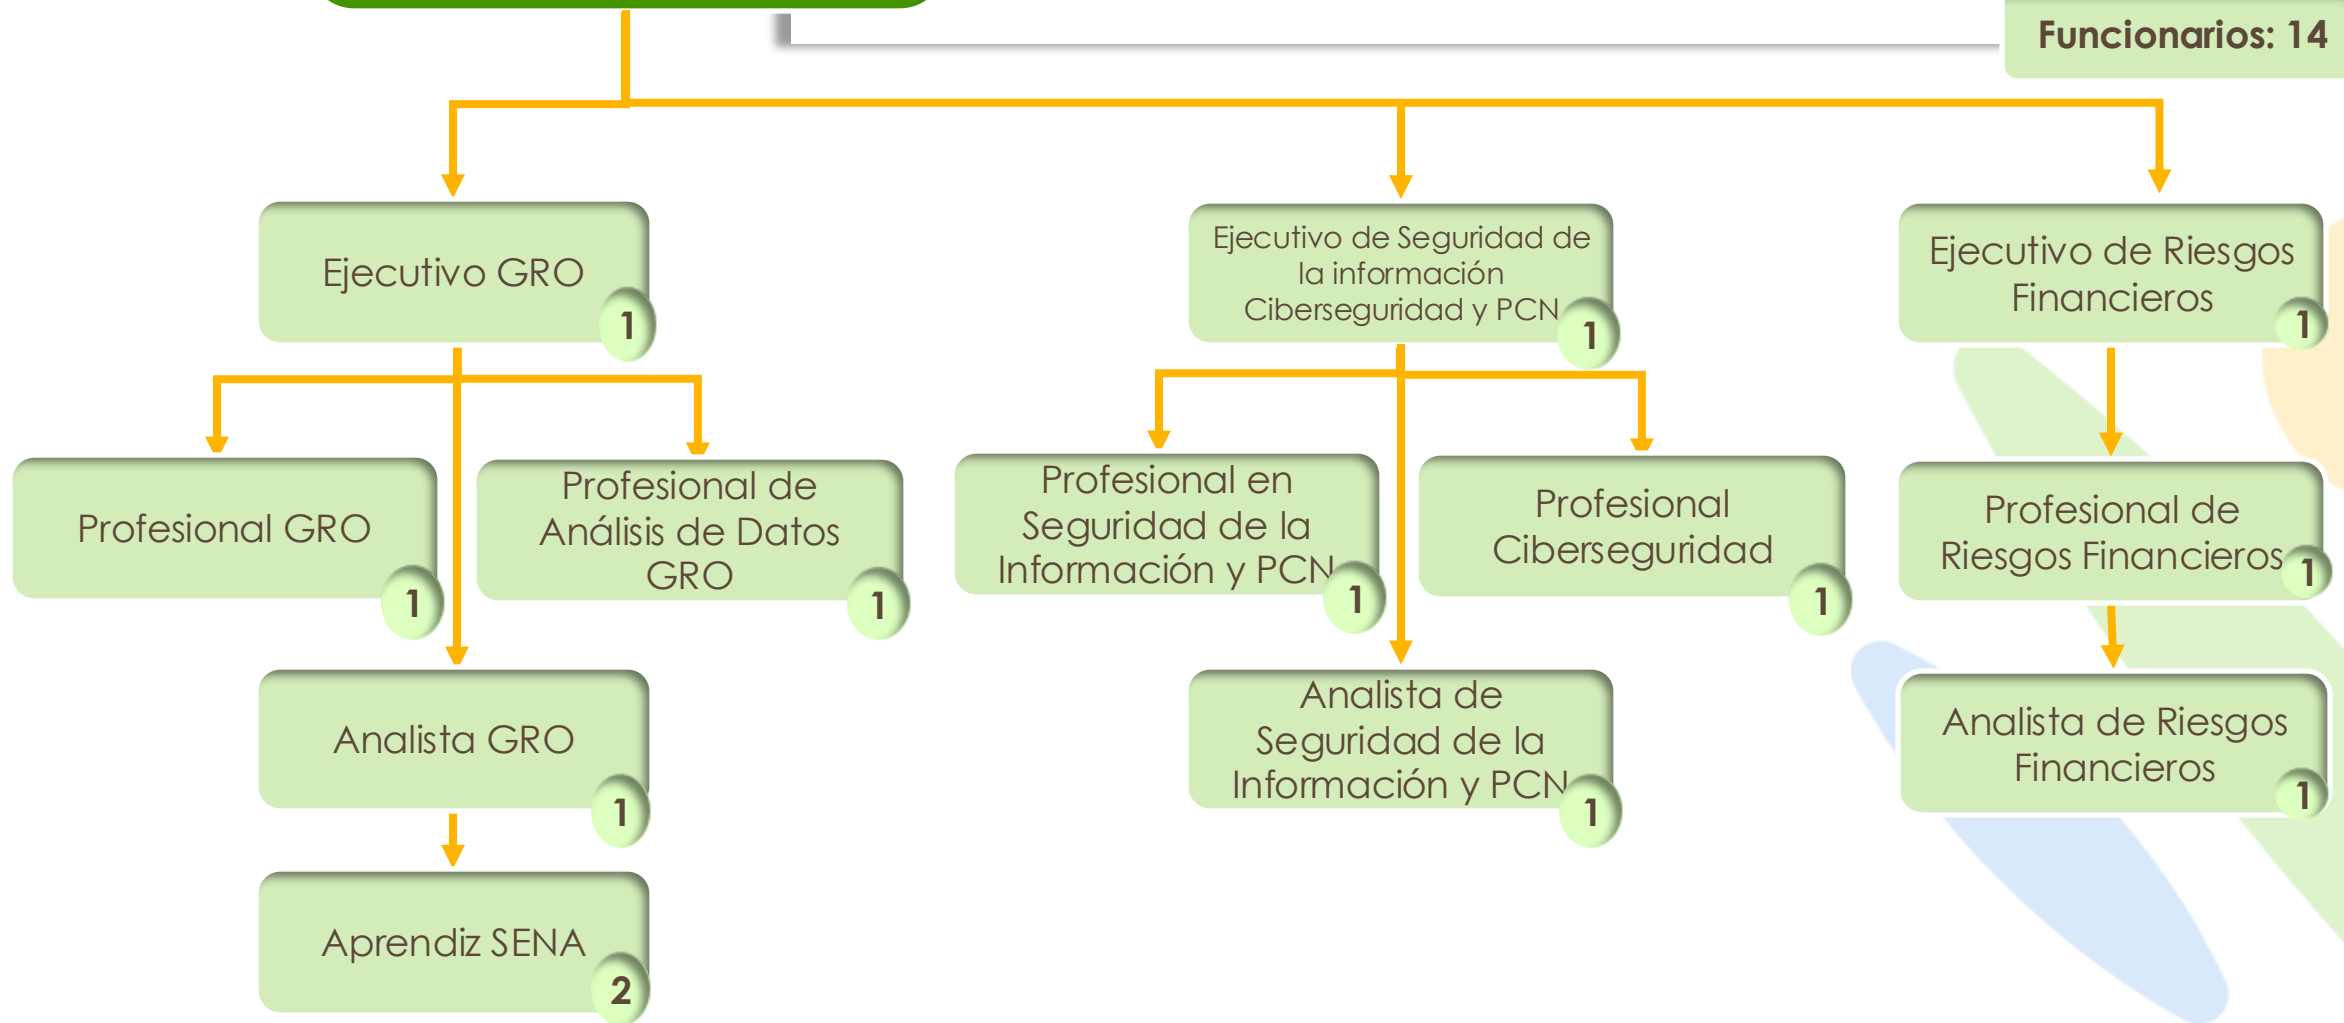 Funcionarios: 14
Ejecutivo GRO
1
Ejecutivo de Seguridad de
la información
Ciberseguridad y PCN
1
Ejecutivo de Riesgos
Financieros
1
Profesional GRO
1
Profesional de
Análisis de Datos
GRO
1
Profesional en
Seguridad de la
Información y PCN
1
Profesional
Ciberseguridad
1
Profesional de
Riesgos Financieros
1
Analista GRO
1
Analista de
Seguridad de la
Información y PCN
1
Analista de Riesgos
Financieros
1
Aprendiz SENA
2